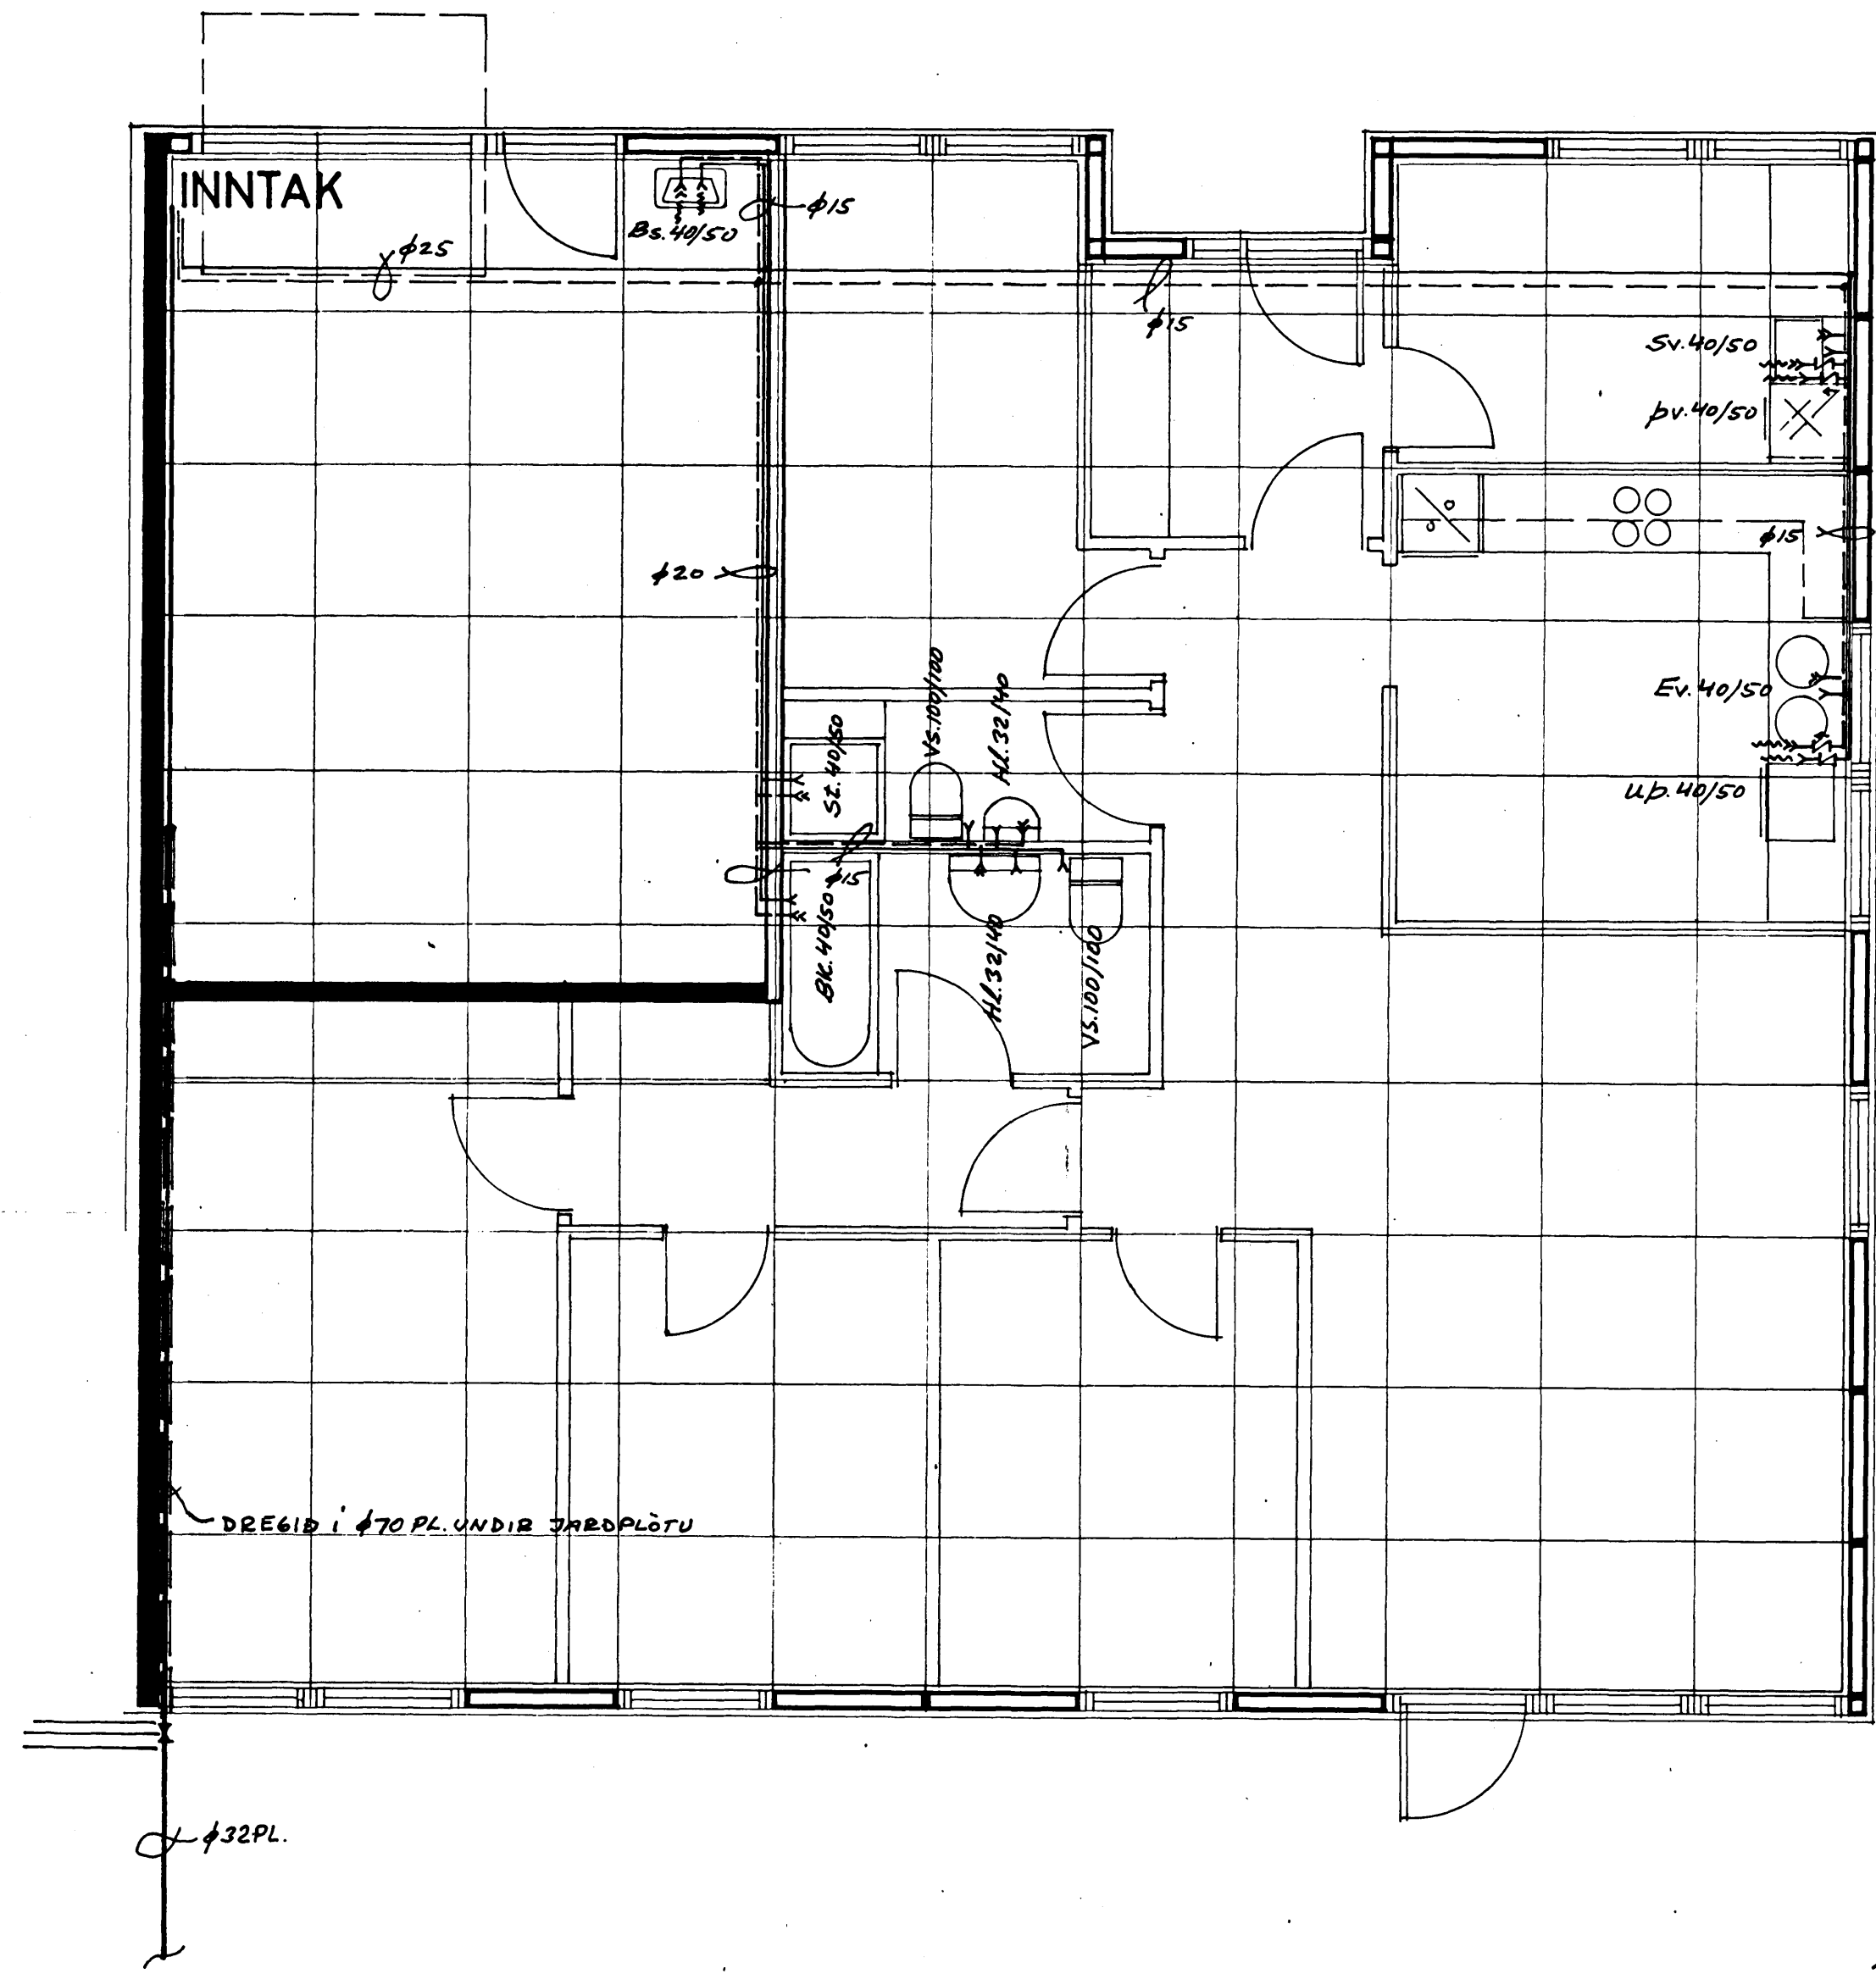 INNTAK
φ15
Bs. 40/50
φ25
φ15
Sv. 40/50
þv. 40/50
φ15
φ20
Vs. 100/100
Hl. 32/40
St. 40/50
Ev. 40/50
Uþ. 40/50
φ15
Bk. 40/50
Hl. 32/40
Vs. 100/100
DREGIÐ í φ70 PL. UNDIR JARÐPLÖTU
φ32PL.